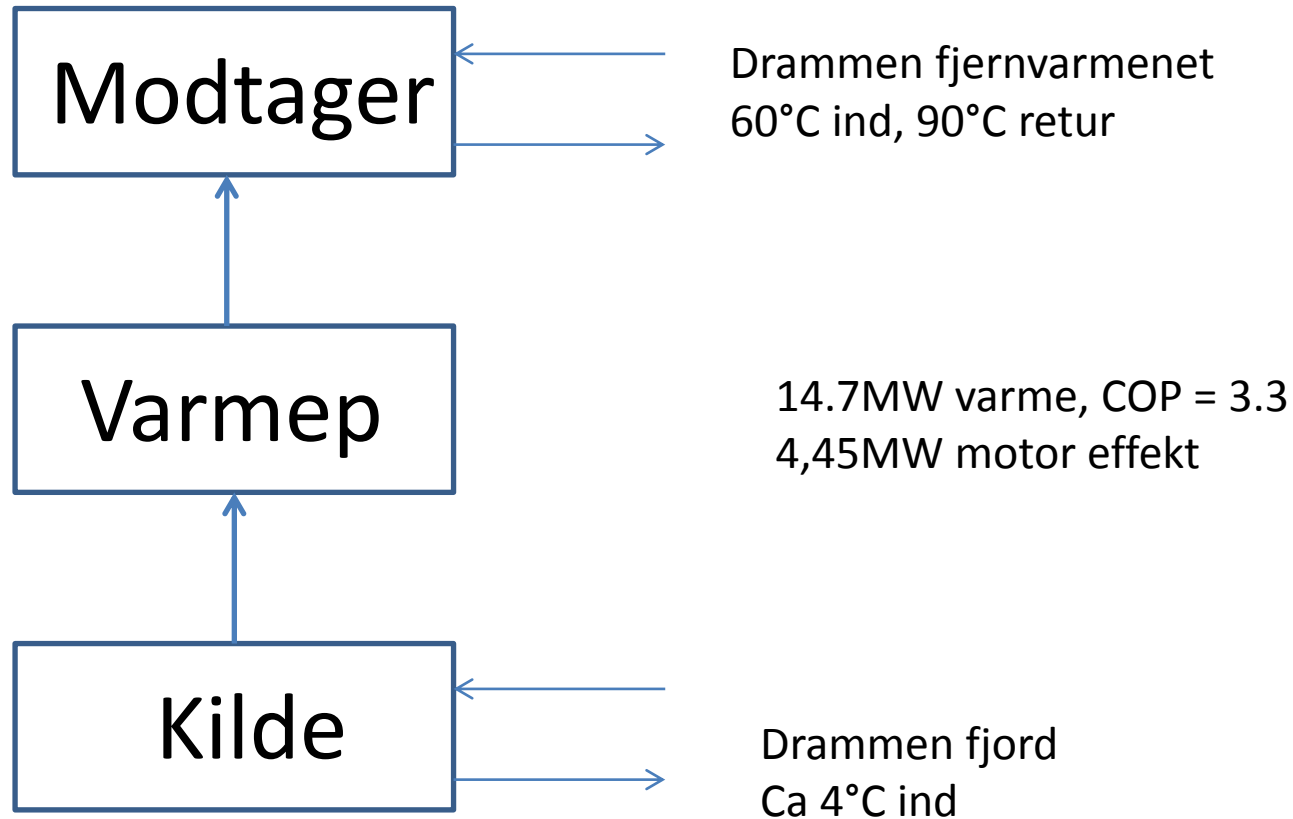 Modtager
Drammen fjernvarmenet
60°C ind, 90°C retur
Varmep
14.7MW varme, COP = 3.3
4,45MW motor effekt
Kilde
Drammen fjord
Ca 4°C ind